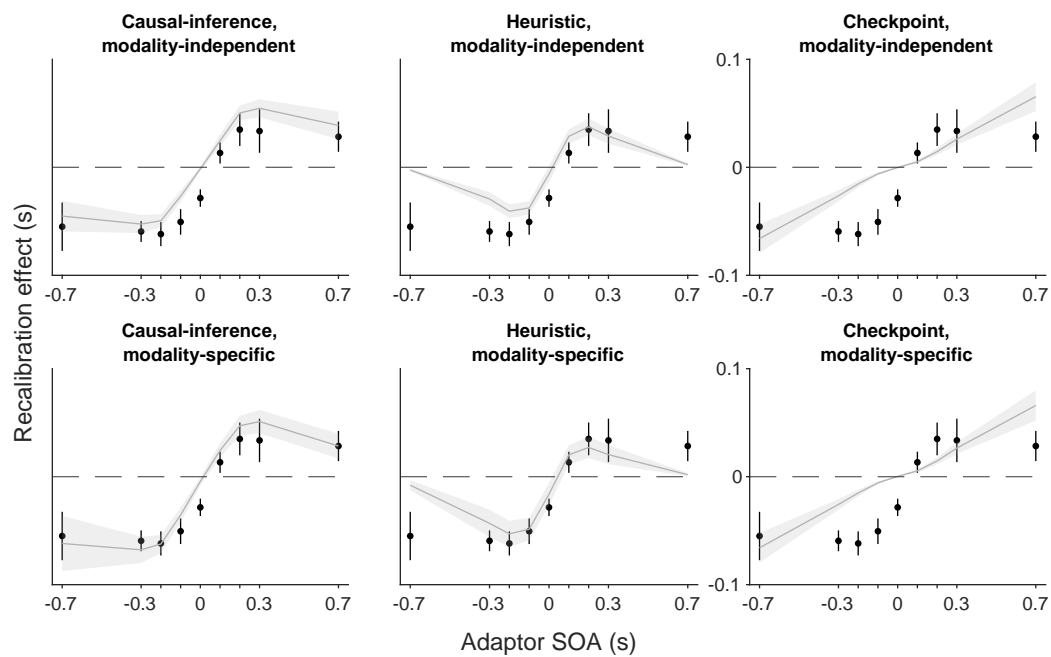 Causal-inference,
modality-independent
Heuristic,
modality-independent
Checkpoint,
modality-independent
0.1
0
-0.1
-0.7 -0.3 0 0.3 0.7
-0.7 -0.3 0 0.3 0.7
-0.7 -0.3 0 0.3 0.7
Causal-inference,
modality-specific
Heuristic,
modality-specific
Checkpoint,
modality-specific
0.1
0
-0.1
-0.7 -0.3 0 0.3 0.7
-0.7 -0.3 0 0.3 0.7
-0.7 -0.3 0 0.3 0.7
Recalibration effect (s)
Adaptor SOA (s)